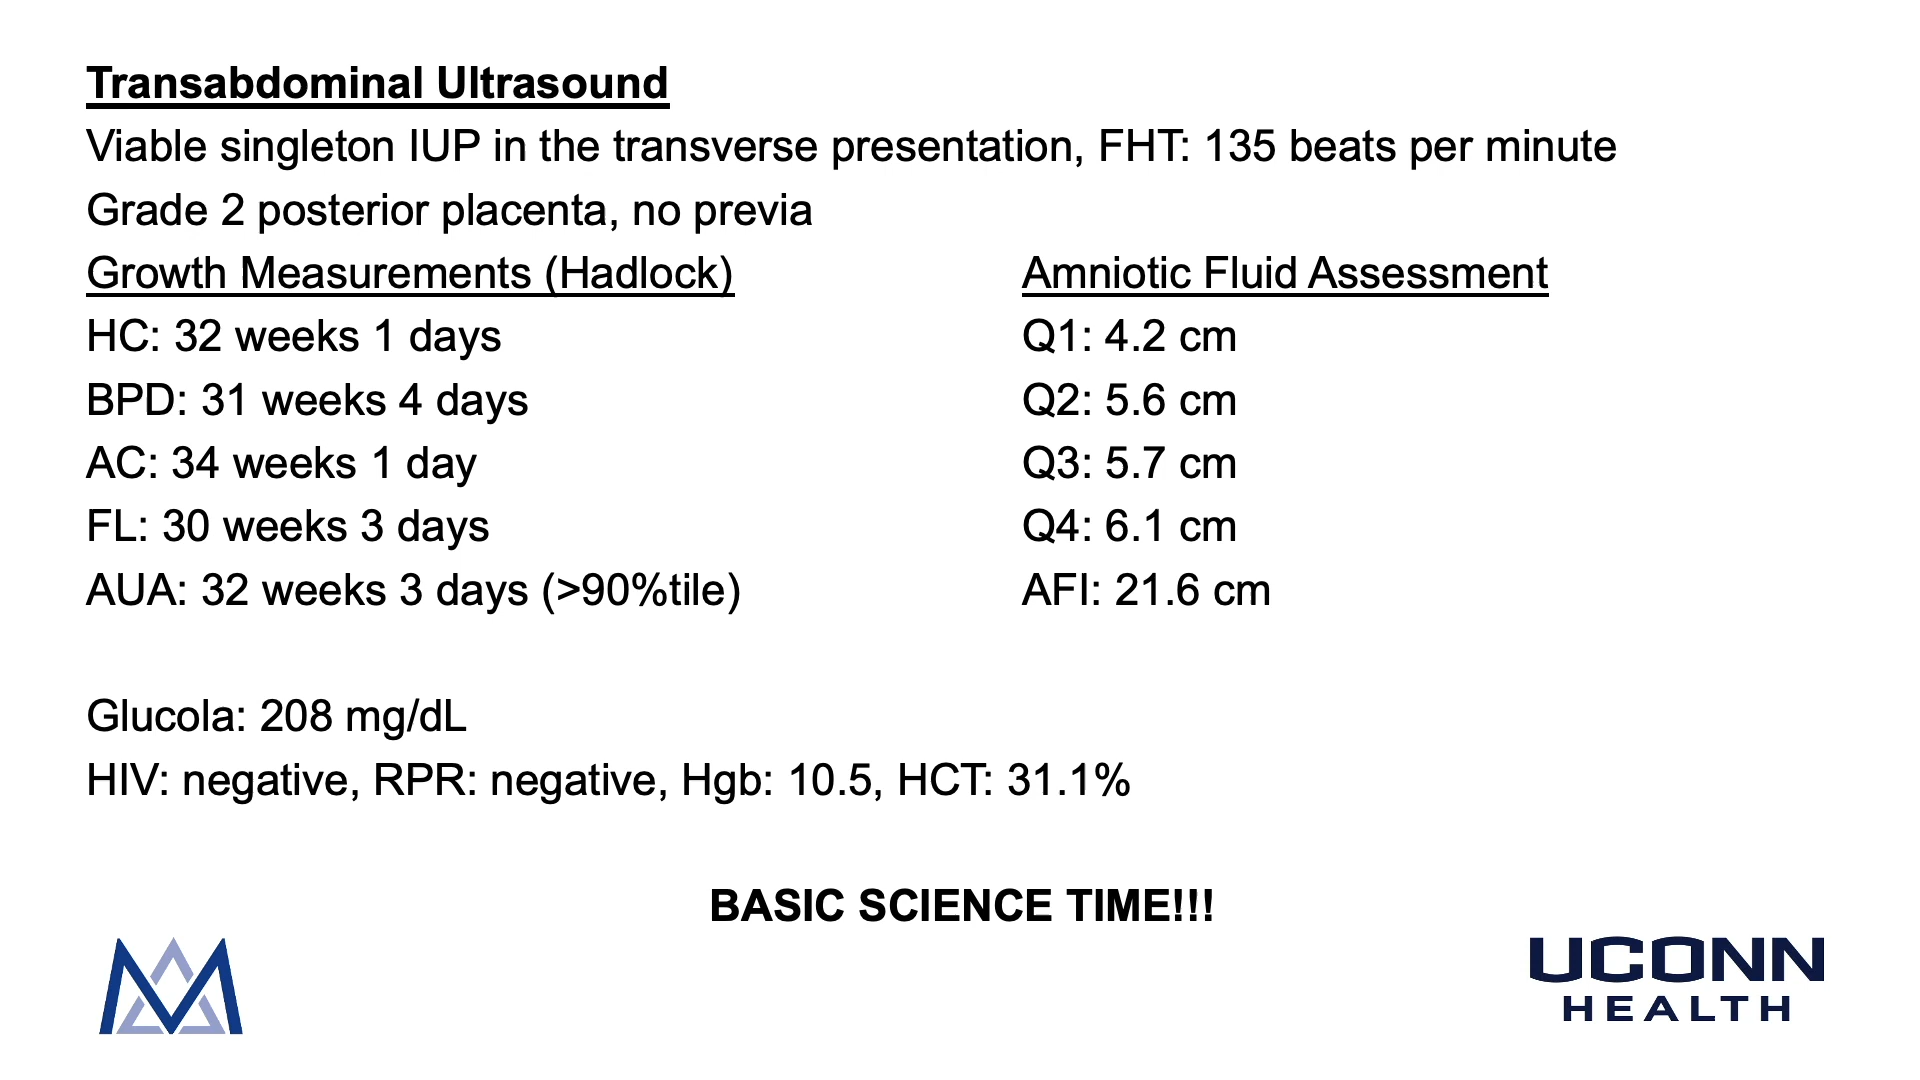 Transabdominal Ultrasound
Viable singleton IUP in the transverse presentation, FHT: 135 beats per minute
Grade 2 posterior placenta, no previa
Growth Measurements (Hadlock)
HC: 32 weeks 1 days
BPD: 31 weeks 4 days
AC: 34 weeks 1 day
FL: 30 weeks 3 days
AUA: 32 weeks 3 days (>90%tile)
Amniotic Fluid Assessment
Q1: 4.2 cm
Q2: 5.6 cm
Q3: 5.7 cm
Q4: 6.1 cm
AFI: 21.6 cm
Glucola: 208 mg/dL
HIV: negative, RPR: negative, Hgb: 10.5, HCT: 31.1%
BASIC SCIENCE TIME!!!
UCONN
HEALTH